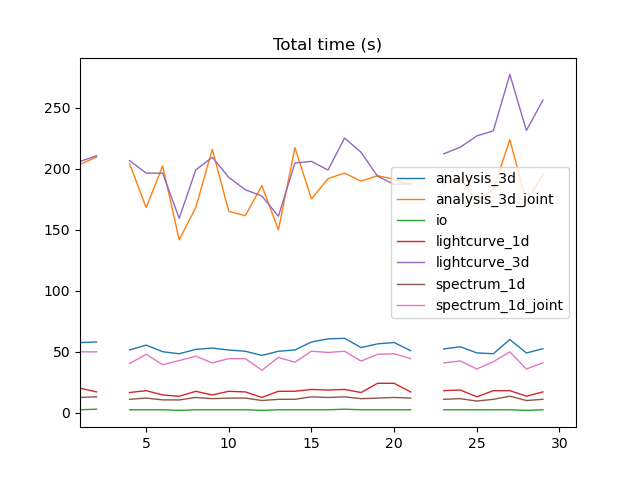 Total time (s)
250
200
150
100
50
0
analysis_3d
analysis_3d_joint
io
lightcurve_1d
lightcurve_3d
spectrum_1d
spectrum_1d_joint
5 10 15 20 25 30